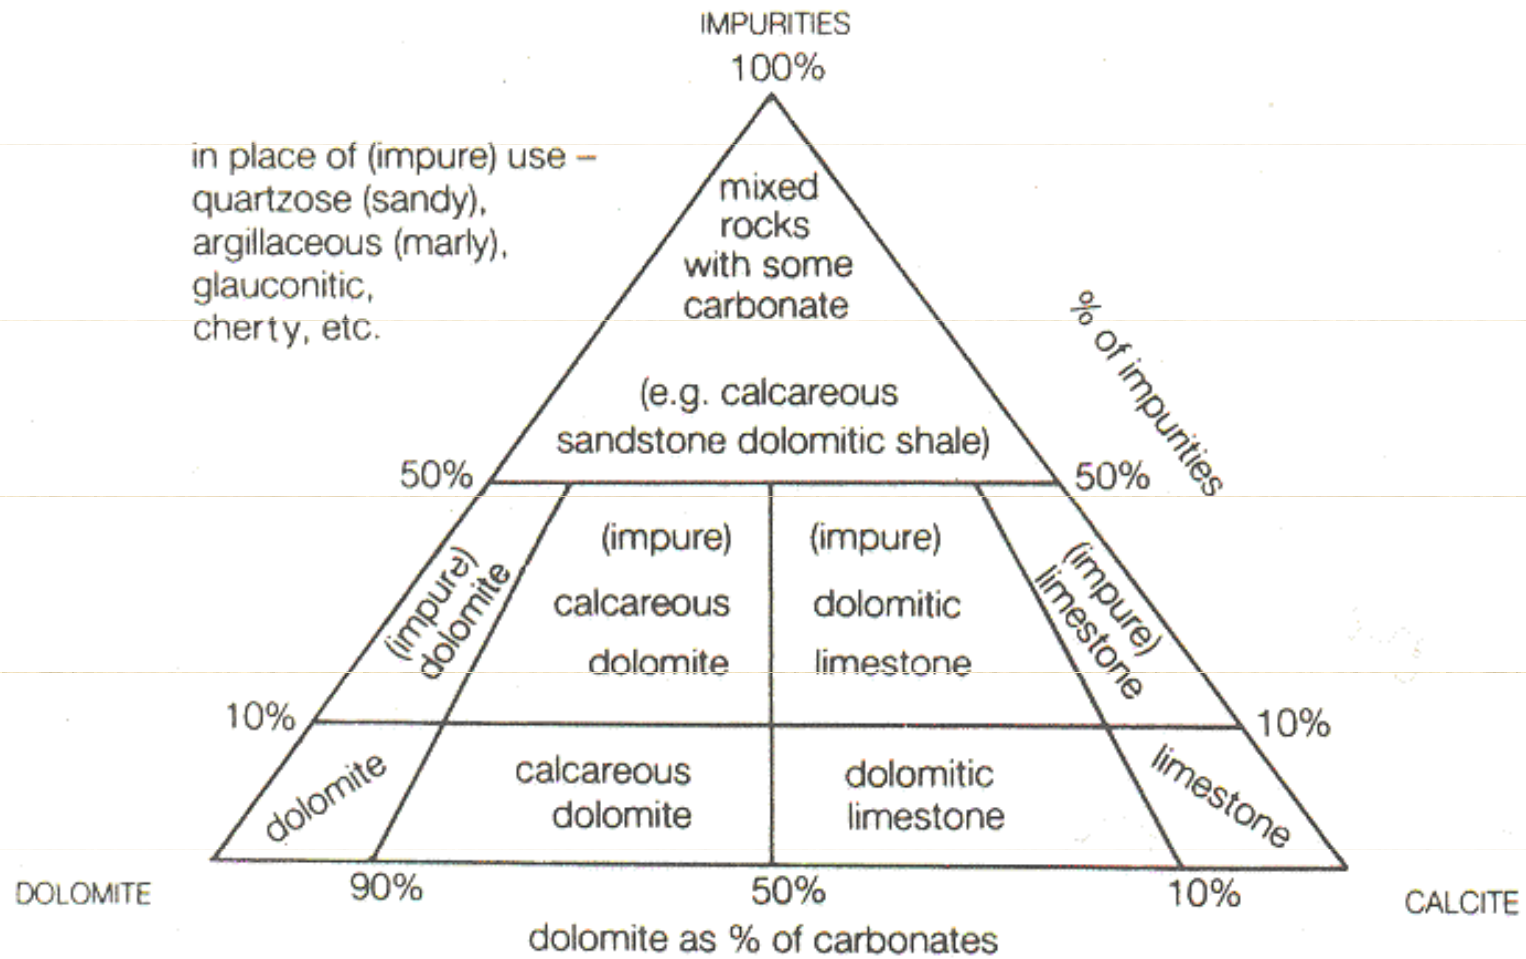 IMPURITIES
100%
in place of (impure) use –
quartzose (sandy),
argillaceous (marly),
glauconitic,
cherty, etc.
mixed
rocks
with some
carbonate
(e.g. calcareous
sandstone dolomitic shale)
% of impurities
50%
50%
(impure)
dolomite
(impure)
calcareous
dolomite
(impure)
dolomitic
limestone
(impure)
limestone
10%
10%
dolomite
calcareous
dolomite
dolomitic
limestone
limestone
DOLOMITE
90%
50%
10%
CALCITE
dolomite as % of carbonates